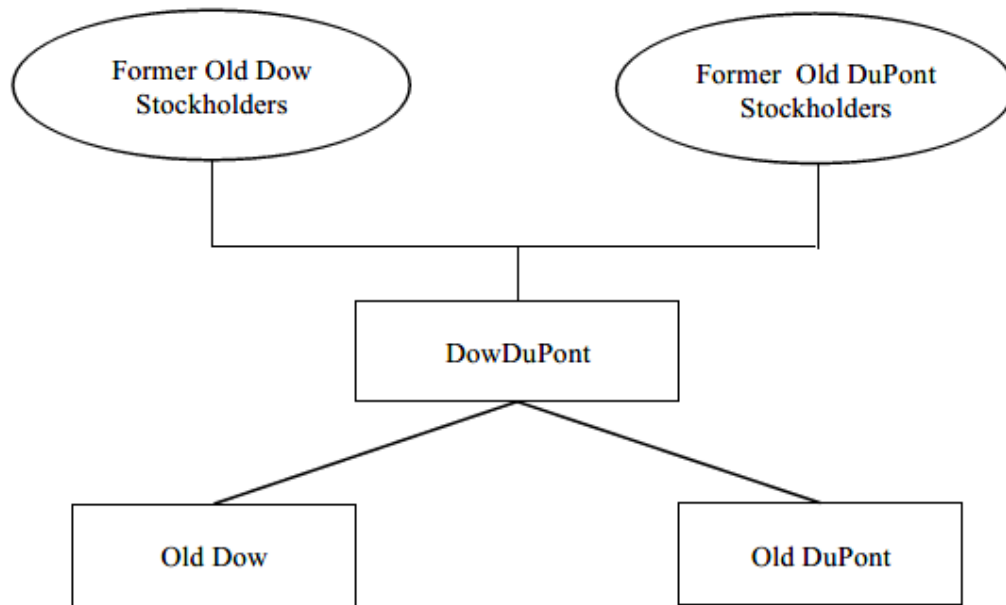 Former Old Dow
Stockholders
Former Old DuPont
Stockholders
DowDuPont
Old Dow
Old DuPont